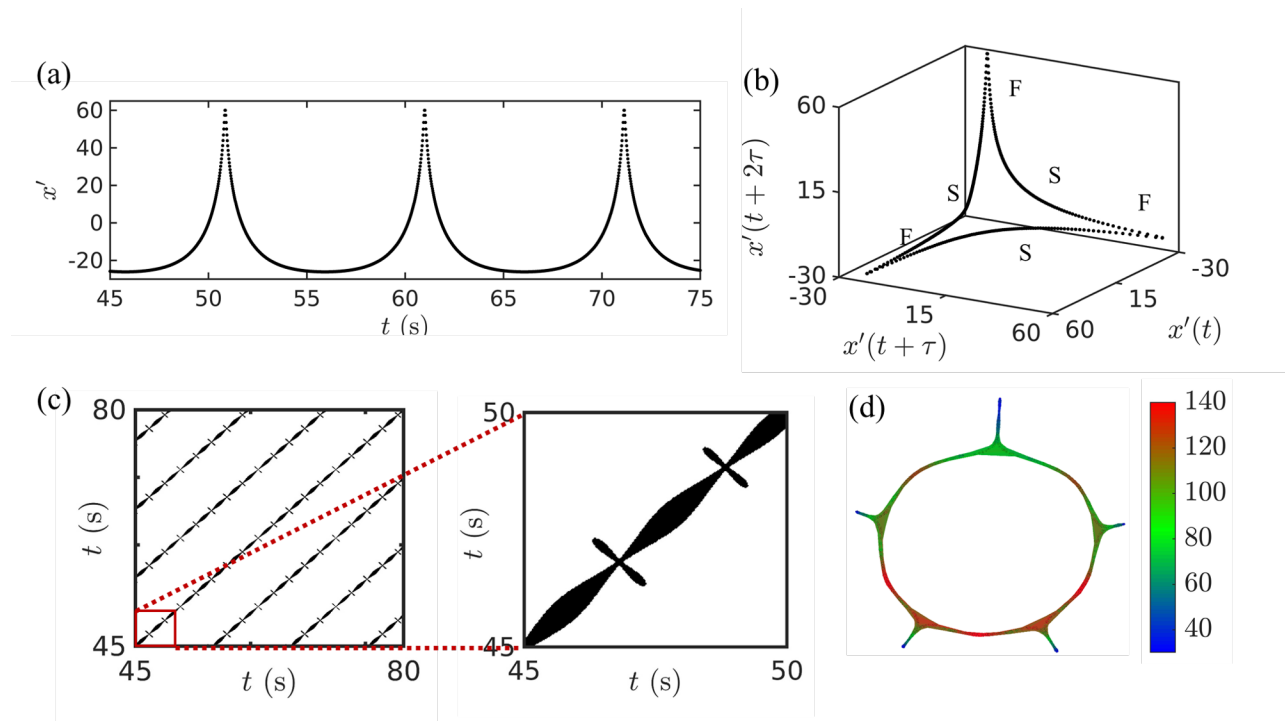 (a)
60
40
20
0
-20
x′
45 50 55 60 65 70 75
t (s)
(b)
60
15
-30
x′(t + 2τ)
F
S
S
F
F
S
-30
15
60
x′(t + τ)
60
15
-30
x′(t)
(c)
80
45
t (s)
45 80
t (s)
50
45
t (s)
45 50
t (s)
(d)
140
120
100
80
60
40